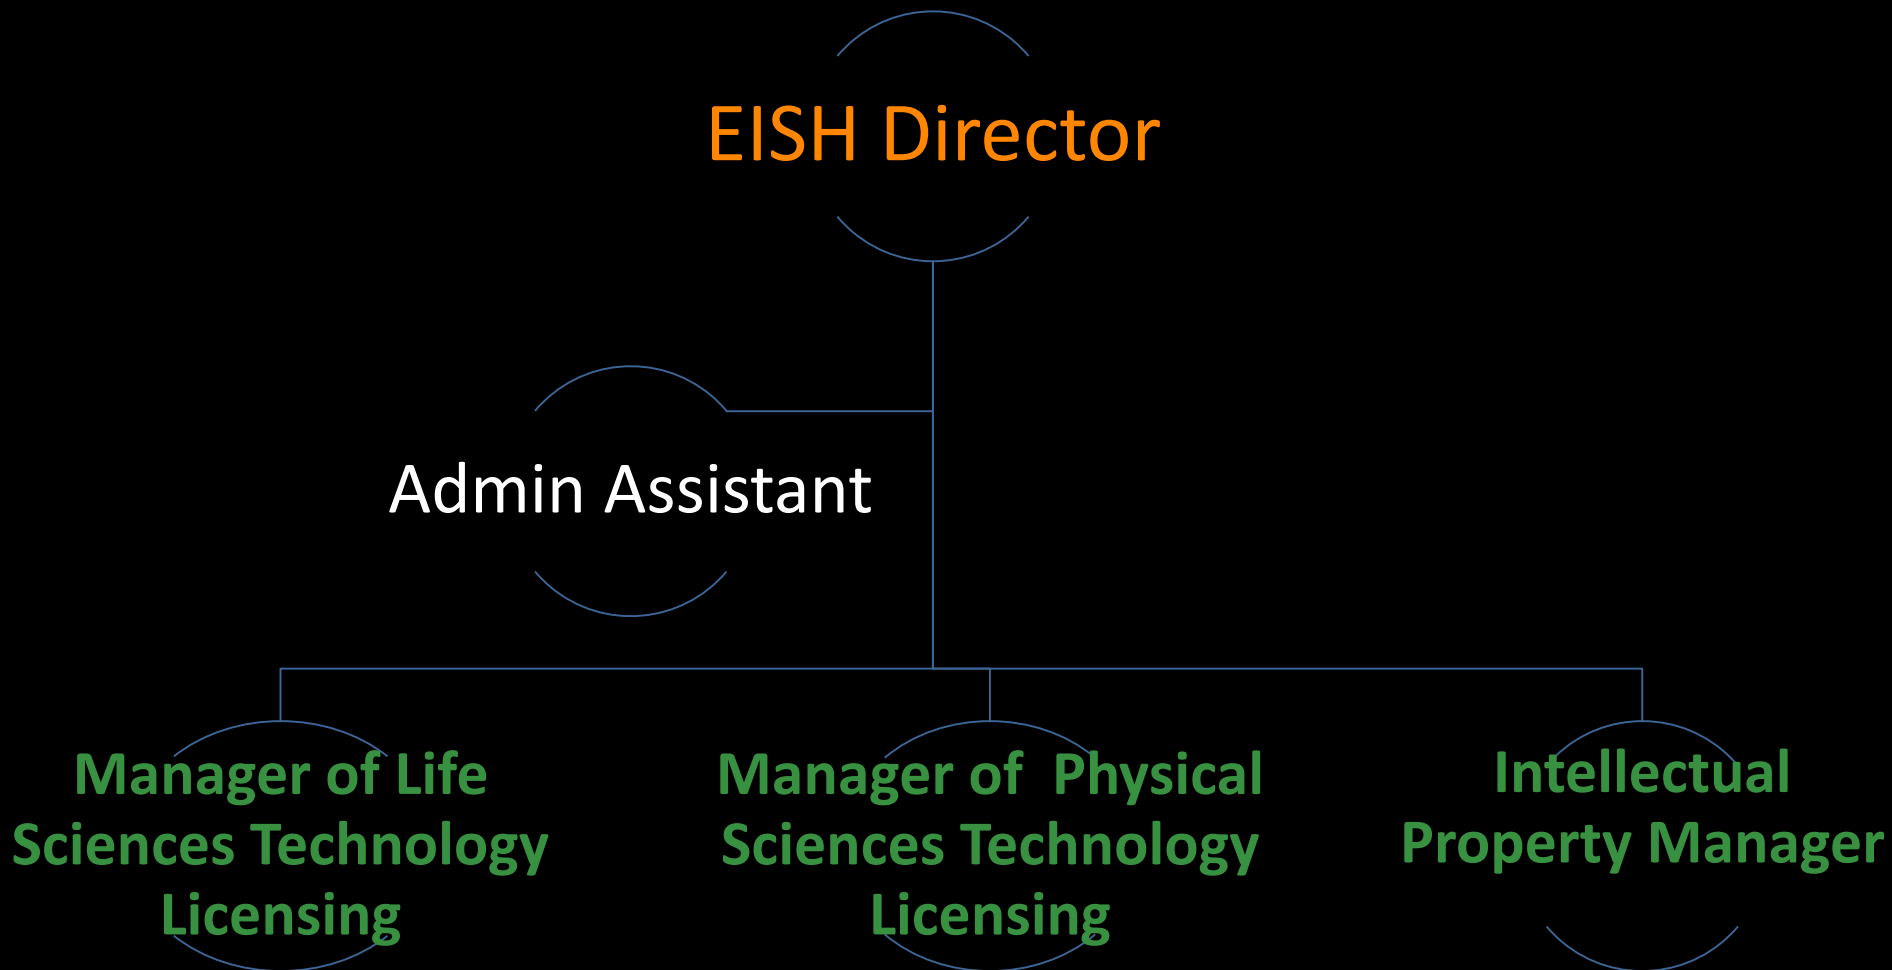 EISH Director
Admin Assistant
Manager of Life
Sciences Technology
Licensing
Manager of  Physical
Sciences Technology
Licensing
Intellectual
Property Manager